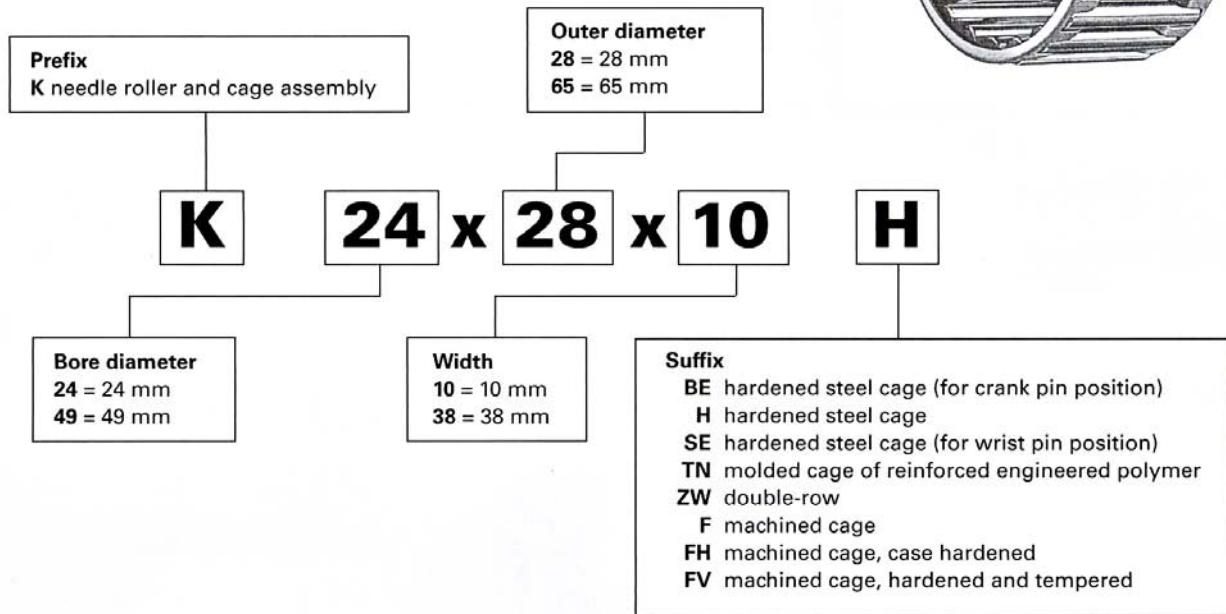 Prefix
K needle roller and cage assembly
Outer diameter
28 = 28 mm
65 = 65 mm
K 24 x 28 x 10 H
Bore diameter
24 = 24 mm
49 = 49 mm
Width
10 = 10 mm
38 = 38 mm
Suffix
BE hardened steel cage (for crank pin position)
H hardened steel cage
SE hardened steel cage (for wrist pin position)
TN molded cage of reinforced engineered polymer
ZW double-row
F machined cage
FH machined cage, case hardened
FV machined cage, hardened and tempered